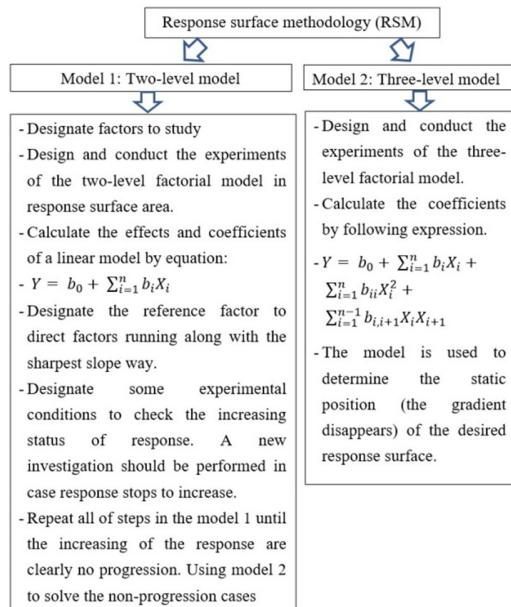 Response surface methodology (RSM)
Model 1: Two-level model
- Designate factors to study
- Design and conduct the experiments
of the two-level factorial model in
response surface area.
- Calculate the effects and coefficients
of a linear model by equation:
- Y = b₀ + ∑ⁿᵢ₌₁ bᵢXᵢ
- Designate the reference factor to
direct factors running along with the
sharpest slope way.
- Designate some experimental
conditions to check the increasing
status of response. A new
investigation should be performed in
case response stops to increase.
- Repeat all of steps in the model 1 until
the increasing of the response are
clearly no progression. Using model 2
to solve the non-progression cases
Model 2: Three-level model
- Design and conduct the
experiments of the three-
level factorial model.
- Calculate the coefficients
by following expression.
- Y = b₀ + ∑ⁿᵢ₌₁ bᵢXᵢ +
∑ⁿᵢ₌₁ bᵢᵢXᵢ² +
∑ⁿ⁻¹ᵢ₌₁ bᵢ,ᵢ₊₁XᵢXᵢ₊₁
- The model is used to
determine the static
position (the gradient
disappears) of the desired
response surface.